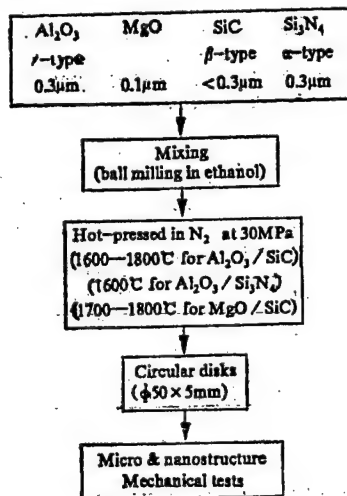 Al₂O₃ MgO SiC Si₃N₄
γ-type β-type α-type
0.3μm 0.1μm <0.3μm 0.3μm
Mixing
(ball milling in ethanol)
Hot-pressed in N₂ at 30MPa
(1600—1800℃ for Al₂O₃/SiC)
(1600℃ for Al₂O₃/Si₃N₄)
(1700—1800℃ for MgO/SiC)
Circular disks
(ϕ50×5mm)
Micro & nanostructure
Mechanical tests